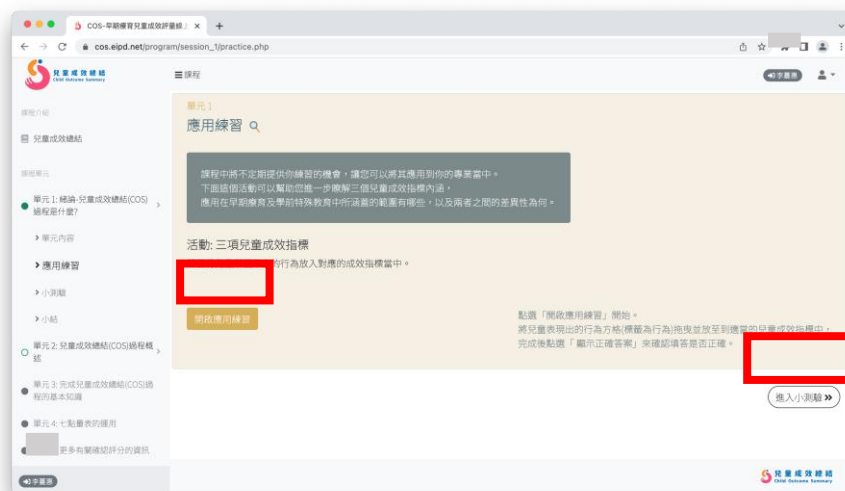 COS-早期療育兒童成效評量線上
cos.eipd.net/program/session_1/practice.php
兒童成效總結
Child Outcome Summary
課程
李蕙潞
課程介紹
兒童成效總結
課程單元
單元 1: 緒論-兒童成效總結(COS)
過程是什麼?
單元內容
應用練習
小測驗
小結
單元 2: 兒童成效總結(COS)過程概
述
單元 3: 完成兒童成效總結(COS)過
程的基本知識
單元 4: 七點量表的運用
更多有關確認評分的資訊
單元 1
應用練習
課程中將不定期提供你練習的機會,讓您可以將其應用到你的專業當中。
下面這個活動可以幫助您進一步瞭解三個兒童成效指標內涵,
應用在早期療育及學前特殊教育中所涵蓋的範圍有哪些,以及兩者之間的差異性為何。
活動: 三項兒童成效指標
的行為放入對應的成效指標當中。
開啟應用練習
點選「開啟應用練習」開始。
將兒童表現出的行為方格(標籤為行為)拖曳並放至到適當的兒童成效指標中,
完成後點選「 顯示正確答案」來確認填答是否正確。
進入小測驗
兒童成效總結
Child Outcome Summary